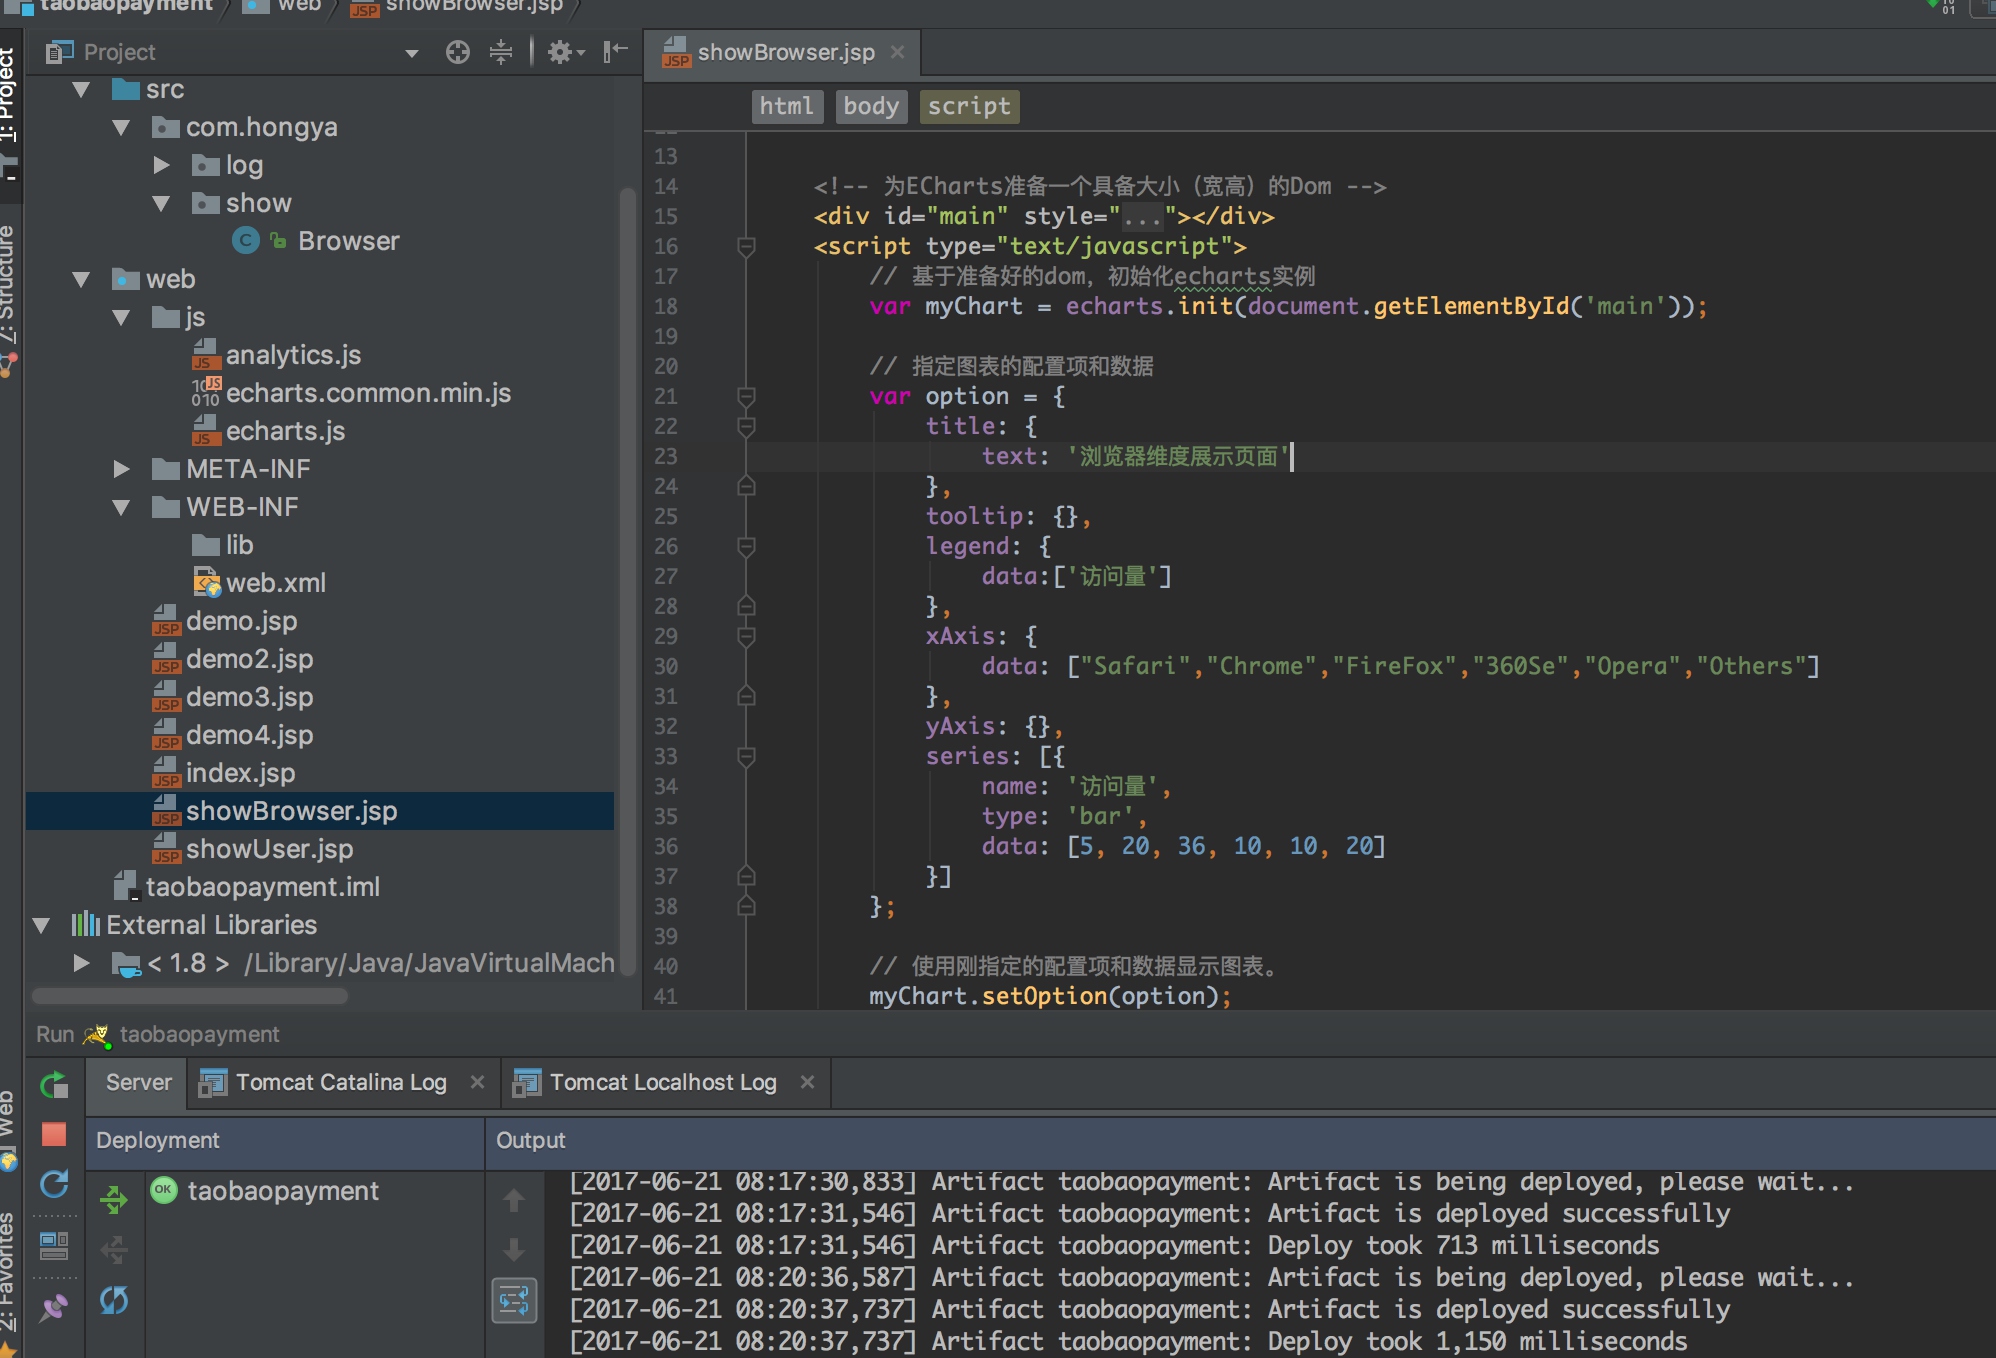 taobaopayment
web
showBrowser.jsp
Project
showBrowser.jsp
1: Project
src
com.hongya
log
show
Browser
web
js
analytics.js
echarts.common.min.js
echarts.js
META-INF
WEB-INF
lib
web.xml
demo.jsp
demo2.jsp
demo3.jsp
demo4.jsp
index.jsp
showBrowser.jsp
showUser.jsp
taobaopayment.iml
External Libraries
< 1.8 > /Library/Java/JavaVirtualMach
7: Structure
html body script
13
14 <!-- 为ECharts准备一个具备大小（宽高）的Dom -->
15 <div id="main" style="..."></div>
16 <script type="text/javascript">
17 // 基于准备好的dom，初始化echarts实例
18 var myChart = echarts.init(document.getElementById('main'));
19
20 // 指定图表的配置项和数据
21 var option = {
22 title: {
23 text: '浏览器维度展示页面'
24 },
25 tooltip: {},
26 legend: {
27 data:['访问量']
28 },
29 xAxis: {
30 data: ["Safari","Chrome","FireFox","360Se","Opera","Others"]
31 },
32 yAxis: {},
33 series: [{
34 name: '访问量',
35 type: 'bar',
36 data: [5, 20, 36, 10, 10, 20]
37 }]
38 };
39
40 // 使用刚指定的配置项和数据显示图表。
41 myChart.setOption(option);
Run taobaopayment
Server Tomcat Catalina Log Tomcat Localhost Log
Web
2: Favorites
Deployment Output
OK taobaopayment
[2017-06-21 08:17:30,833] Artifact taobaopayment: Artifact is being deployed, please wait...
[2017-06-21 08:17:31,546] Artifact taobaopayment: Artifact is deployed successfully
[2017-06-21 08:17:31,546] Artifact taobaopayment: Deploy took 713 milliseconds
[2017-06-21 08:20:36,587] Artifact taobaopayment: Artifact is being deployed, please wait...
[2017-06-21 08:20:37,737] Artifact taobaopayment: Artifact is deployed successfully
[2017-06-21 08:20:37,737] Artifact taobaopayment: Deploy took 1,150 milliseconds